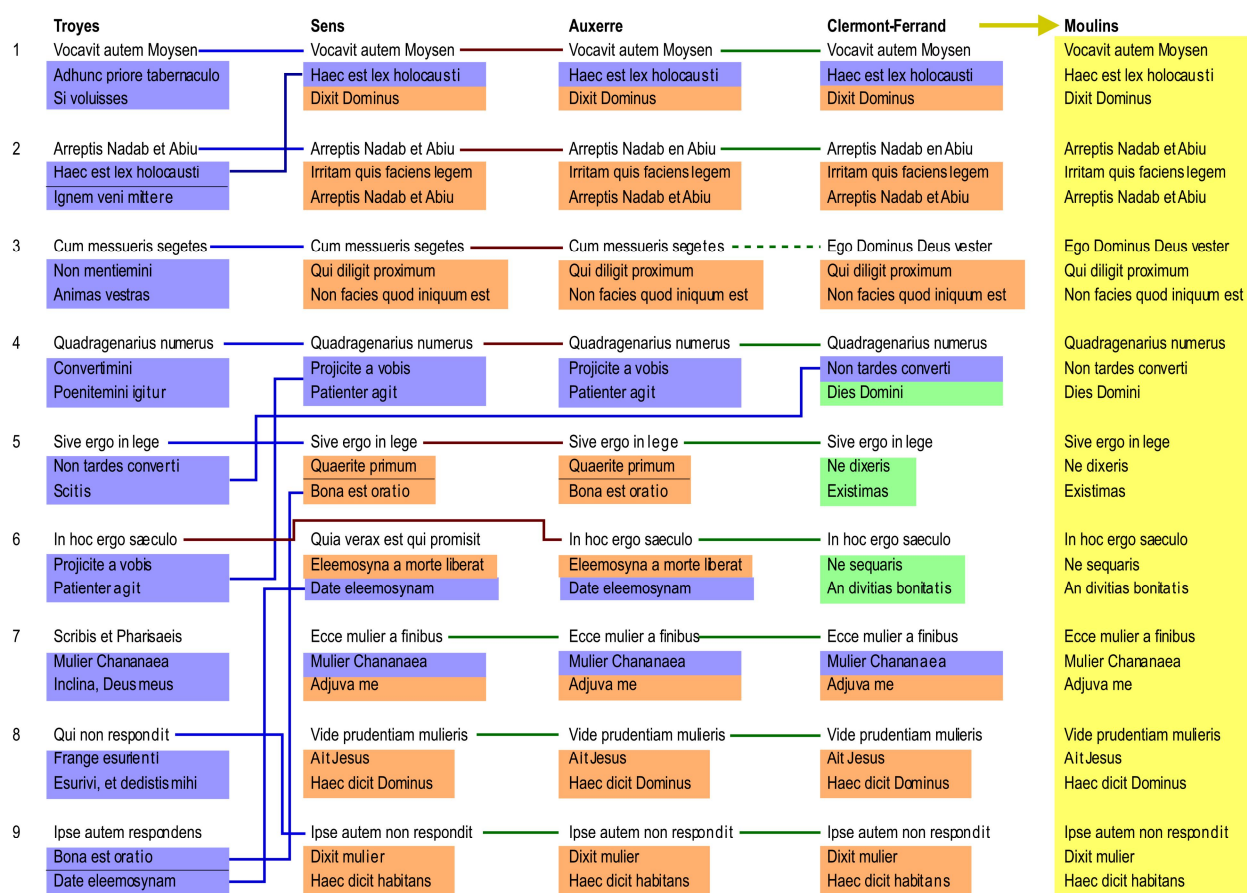 Troyes Sens Auxerre Clermont-Ferrand Moulins
1 Vocavit autem Moysen Vocavit autem Moysen Vocavit autem Moysen Vocavit autem Moysen Vocavit autem Moysen
Adhunc priore tabernaculo Haec est lex holocausti Haec est lex holocausti Haec est lex holocausti Haec est lex holocausti
Si voluisses Dixit Dominus Dixit Dominus Dixit Dominus Dixit Dominus
2 Arreptis Nadab et Abiu Arreptis Nadab et Abiu Arreptis Nadab en Abiu Arreptis Nadab en Abiu Arreptis Nadab et Abiu
Haec est lex holocausti Irritam quis faciens legem Irritam quis faciens legem Irritam quis faciens legem Irritam quis faciens legem
Ignem veni mittere Arreptis Nadab et Abiu Arreptis Nadab et Abiu Arreptis Nadab et Abiu Arreptis Nadab et Abiu
3 Cum messueris segetes Cum messueris segetes Cum messueris segetes Ego Dominus Deus vester Ego Dominus Deus vester
Non mentiemini Qui diligit proximum Qui diligit proximum Qui diligit proximum Qui diligit proximum
Animas vestras Non facies quod iniquum est Non facies quod iniquum est Non facies quod iniquum est Non facies quod iniquum est
4 Quadragenarius numerus Quadragenarius numerus Quadragenarius numerus Quadragenarius numerus Quadragenarius numerus
Convertimini Projicite a vobis Projicite a vobis Non tardes converti Non tardes converti
Poenitemini igitur Patienter agit Patienter agit Dies Domini Dies Domini
5 Sive ergo in lege Sive ergo in lege Sive ergo in lege Sive ergo in lege Sive ergo in lege
Non tardes converti Quaerite primum Quaerite primum Ne dixeris Ne dixeris
Scitis Bona est oratio Bona est oratio Existimas Existimas
6 In hoc ergo sæculo Quia verax est qui promisit In hoc ergo saeculo In hoc ergo saeculo In hoc ergo saeculo
Projicite a vobis Eleemosyna a morte liberat Eleemosyna a morte liberat Ne sequaris Ne sequaris
Patienter agit Date eleemosynam Date eleemosynam An divitias bonitatis An divitias bonitatis
7 Scribis et Pharisaeis Ecce mulier a finibus Ecce mulier a finibus Ecce mulier a finibus Ecce mulier a finibus
Mulier Chananaea Mulier Chananaea Mulier Chananaea Mulier Chananaea Mulier Chananaea
Inclina, Deus meus Adjuva me Adjuva me Adjuva me Adjuva me
8 Qui non respondit Vide prudentiam mulieris Vide prudentiam mulieris Vide prudentiam mulieris Vide prudentiam mulieris
Frange esurienti Ait Jesus Ait Jesus Ait Jesus Ait Jesus
Esurivi, et dedistis mihi Haec dicit Dominus Haec dicit Dominus Haec dicit Dominus Haec dicit Dominus
9 Ipse autem respondens Ipse autem non respondit Ipse autem non respondit Ipse autem non respondit Ipse autem non respondit
Bona est oratio Dixit mulier Dixit mulier Dixit mulier Dixit mulier
Date eleemosynam Haec dicit habitans Haec dicit habitans Haec dicit habitans Haec dicit habitans